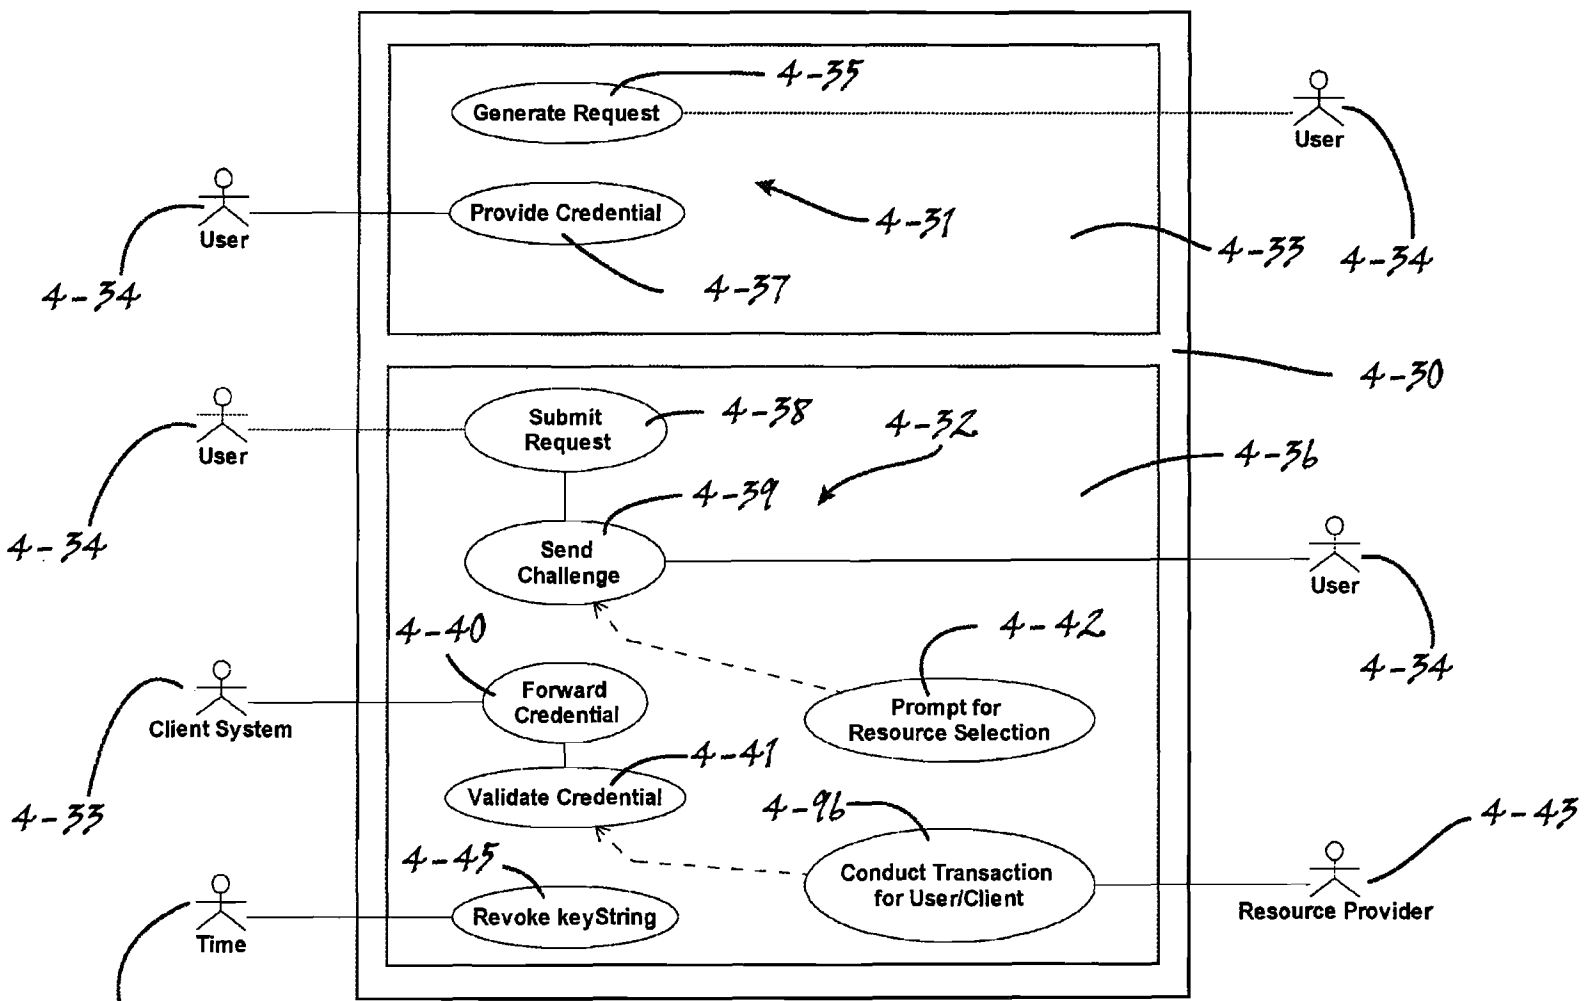 4-35
Generate Request
User
Provide Credential
4-31
User
4-33
4-34
4-34
4-37
4-30
Submit
Request
4-38
4-32
User
4-36
4-39
4-34
Send
Challenge
User
4-40
4-42
4-34
Forward
Credential
Client System
Prompt for
Resource Selection
4-41
Validate Credential
4-33
4-96
4-43
4-45
Conduct Transaction
for User/Client
Revoke keyString
Resource Provider
Time